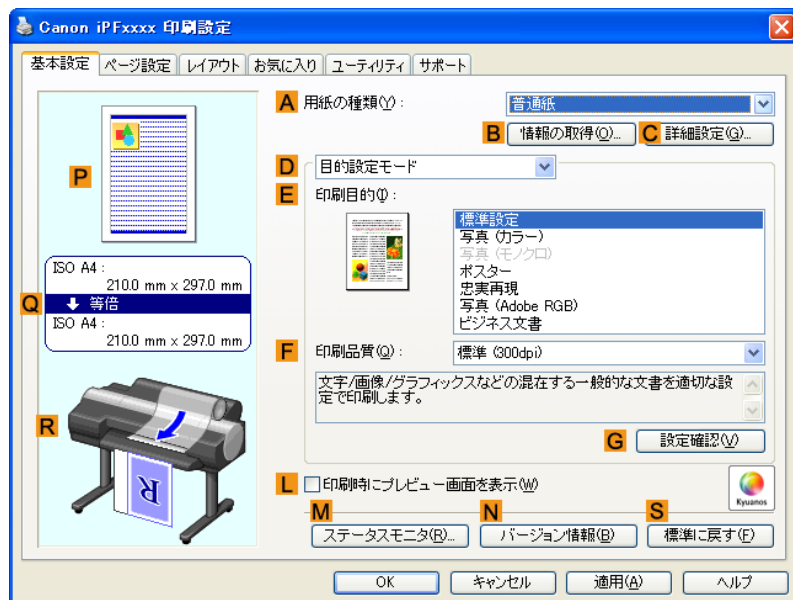 Canon iPFxxxx 印刷設定
基本設定 ページ設定 レイアウト お気に入り ユーティリティ サポート
A 用紙の種類(Y): 普通紙
B 情報の取得(O)... C 詳細設定(G)...
P
D 目的設定モード
E 印刷目的(I):
標準設定
写真 (カラー)
写真 (モノクロ)
ポスター
忠実再現
写真 (Adobe RGB)
ビジネス文書
ISO A4 :
210.0 mm x 297.0 mm
Q 等倍
ISO A4 :
210.0 mm x 297.0 mm
F 印刷品質(Q): 標準 (300dpi)
文字/画像/グラフィックスなどの混在する一般的な文書を適切な設
定で印刷します。
R
G 設定確認(V)
R
L 印刷時にプレビュー画面を表示(W)
Kyuanos
M N S
ステータスモニタ(R)... バージョン情報(B) 標準に戻す(F)
OK キャンセル 適用(A) ヘルプ